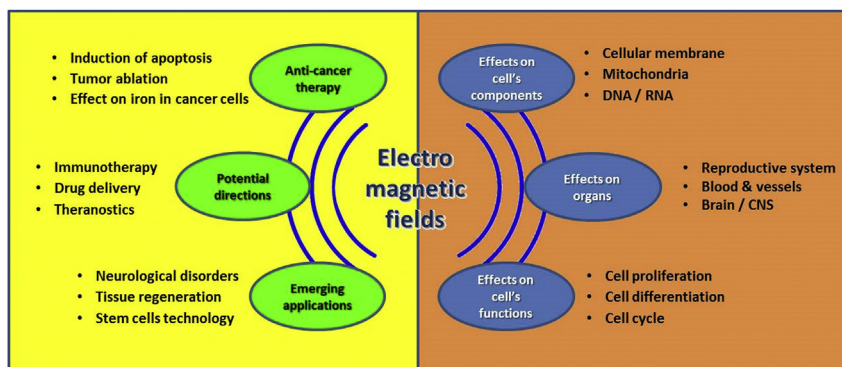 • Induction of apoptosis
• Tumor ablation
• Effect on iron in cancer cells
Anti-cancer
therapy
• Immunotherapy
• Drug delivery
• Theranostics
Potential
directions
• Neurological disorders
• Tissue regeneration
• Stem cells technology
Emerging
applications
Electro
magnetic
fields
Effects on
cell's
components
• Cellular membrane
• Mitochondria
• DNA / RNA
Effects on
organs
• Reproductive system
• Blood & vessels
• Brain / CNS
Effects on
cell's
functions
• Cell proliferation
• Cell differentiation
• Cell cycle